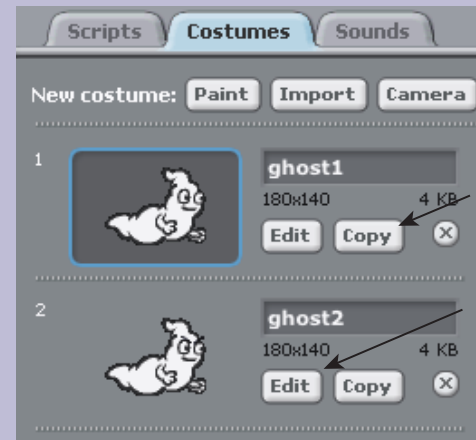 Scripts Costumes Sounds
New costume: Paint Import Camera
1
ghost1
180x140 4 KB
Edit Copy
2
ghost2
180x140 4 KB
Edit Copy